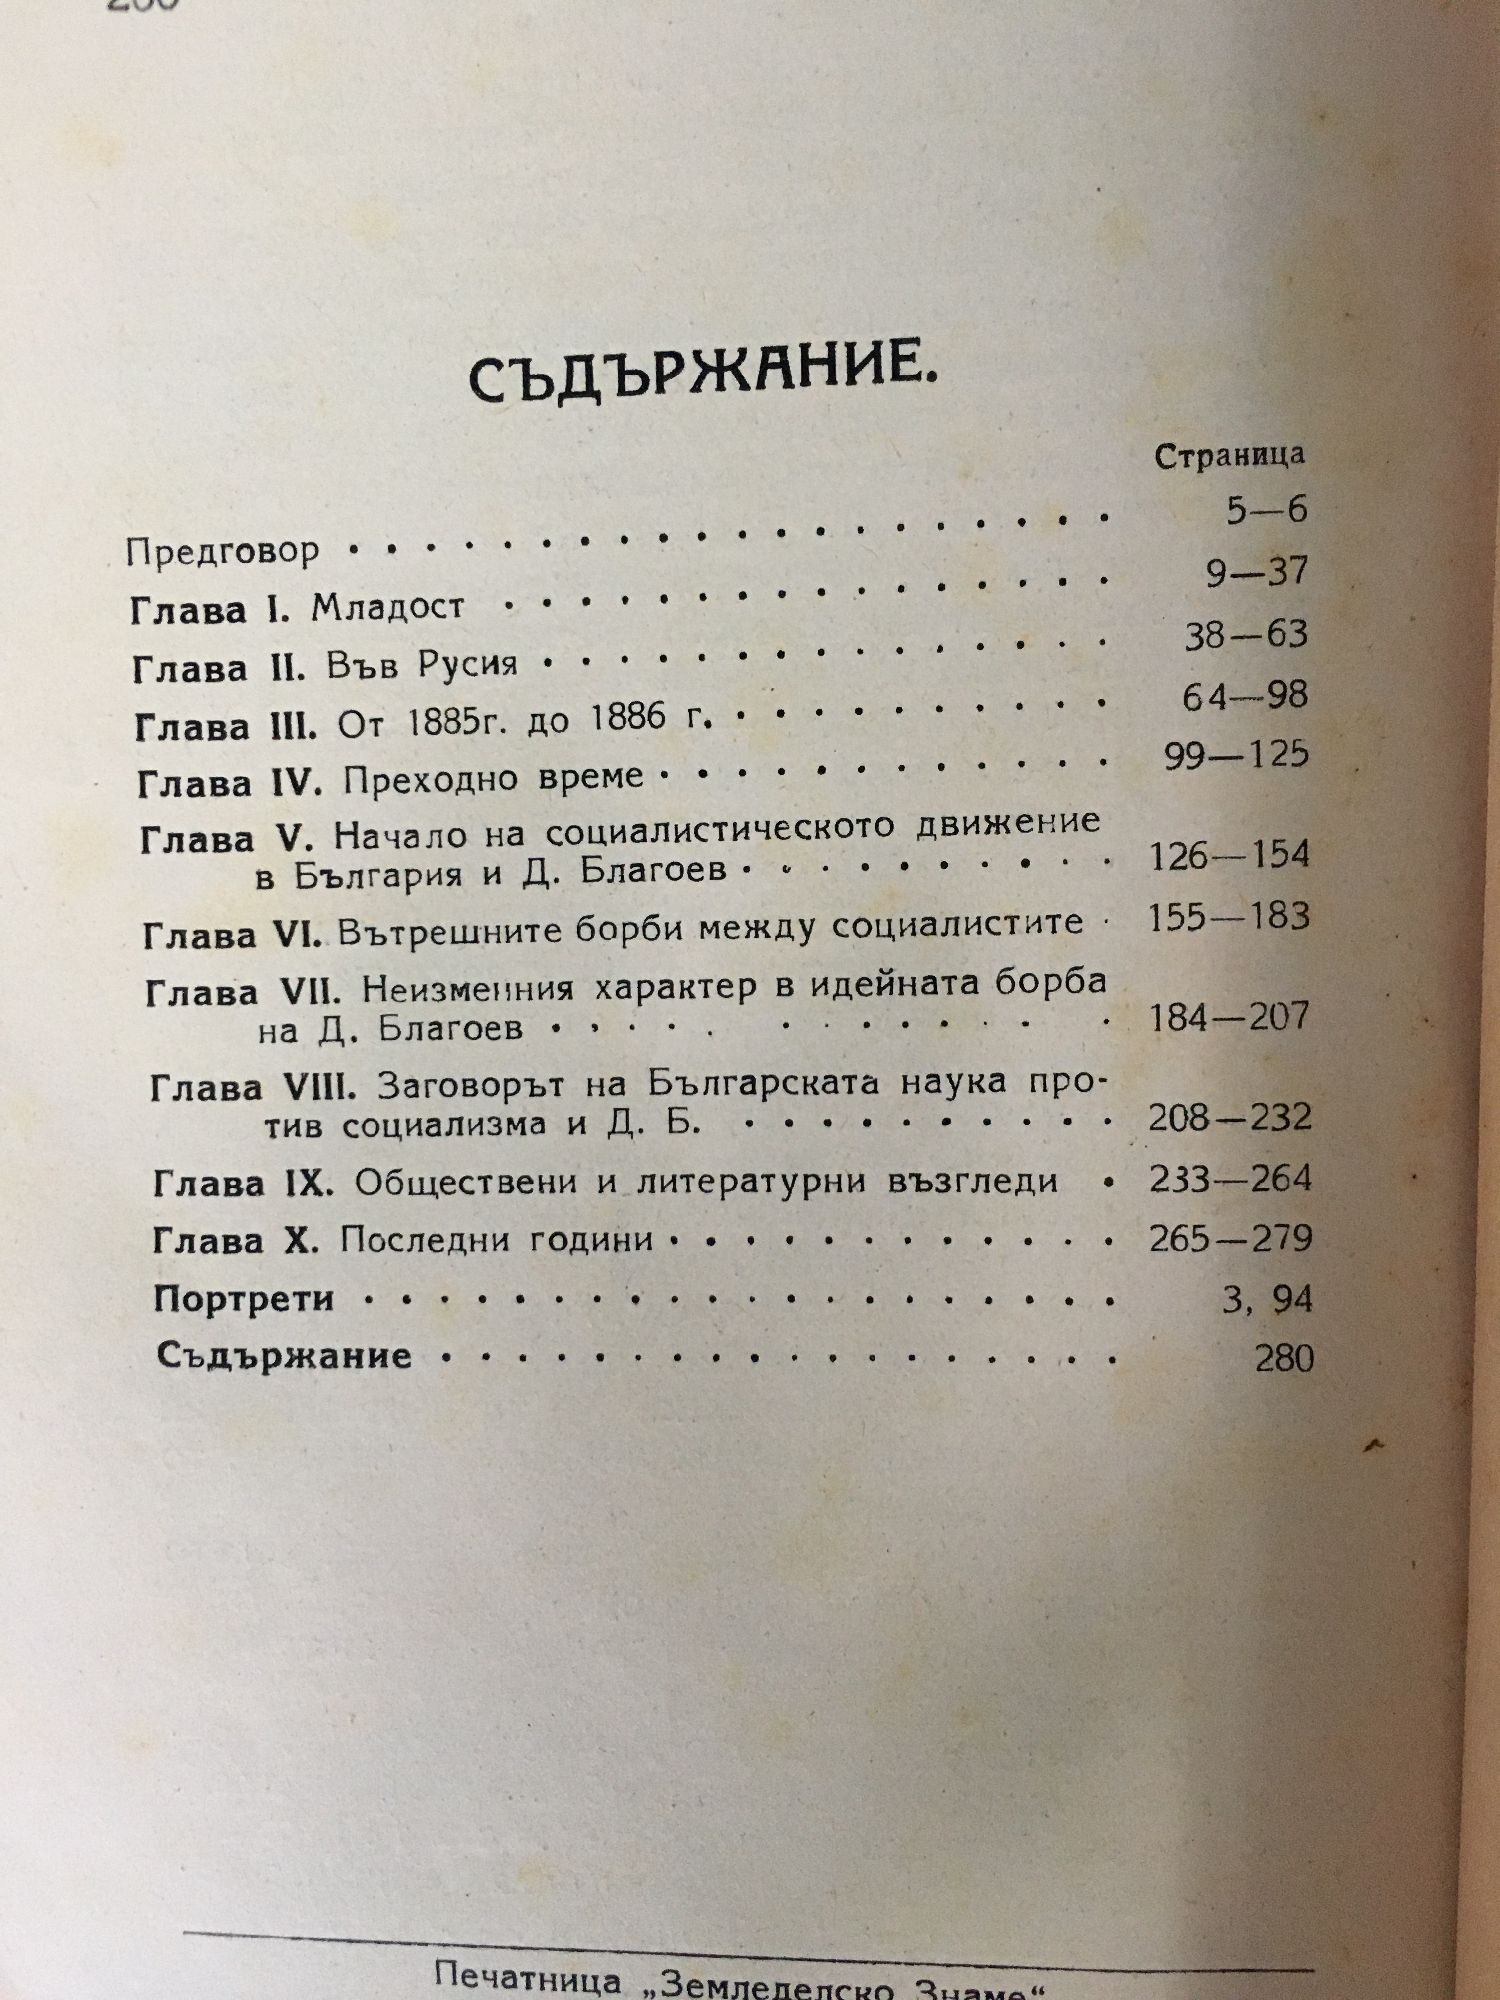 280
СЪДЪРЖАНИЕ.
Страница
Предговор . . . . . . . . . . . . . . . . . . . . 5—6
Глава I. Младост . . . . . . . . . . . . . . . . 9—37
Глава II. Във Русия . . . . . . . . . . . . . . . 38—63
Глава III. От 1885г. до 1886 г. . . . . . . . . . . . 64—98
Глава IV. Преходно време . . . . . . . . . . . . 99—125
Глава V. Начало на социалистическото движение
в България и Д. Благоев . . . . . . . . . . 126—154
Глава VI. Вътрешните борби между социалистите . 155—183
Глава VII. Неизменния характер в идейната борба
на Д. Благоев . . . . . . . . . . . . . 184—207
Глава VIII. Заговорът на Българската наука про-
тив социализма и Д. Б. . . . . . . . . . . 208—232
Глава IX. Обществени и литературни възгледи . 233—264
Глава X. Последни години . . . . . . . . . . . . 265—279
Портрети . . . . . . . . . . . . . . . . . . . . 3, 94
Съдържание . . . . . . . . . . . . . . . . . . 280
Печатница „Земледелско Знаме“